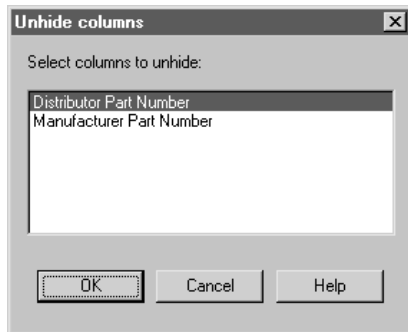 Unhide columns
Select columns to unhide:
Distributor Part Number
Manufacturer Part Number
OK Cancel Help